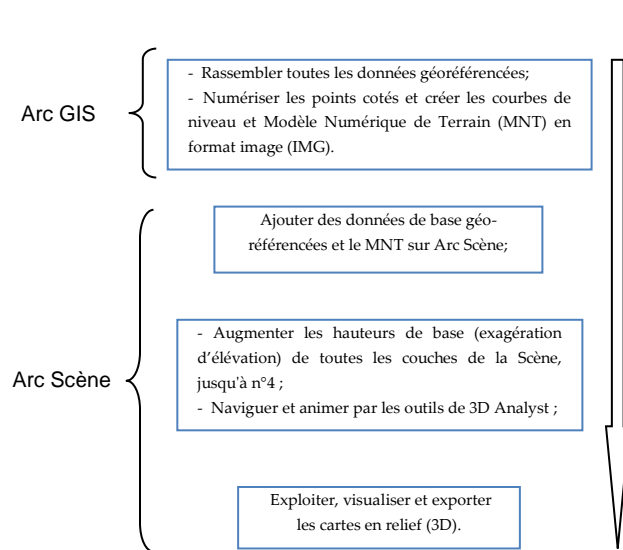 Arc GIS
- Rassembler toutes les données géoréférencées;
- Numériser les points cotés et créer les courbes de
niveau et Modèle Numérique de Terrain (MNT) en
format image (IMG).
Arc Scène
Ajouter des données de base géo-
référencées et le MNT sur Arc Scène;
- Augmenter les hauteurs de base (exagération
d'élévation) de toutes les couches de la Scène,
jusqu'à n°4 ;
- Naviguer et animer par les outils de 3D Analyst ;
Exploiter, visualiser et exporter
les cartes en relief (3D).